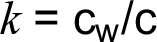 k = c_w/c